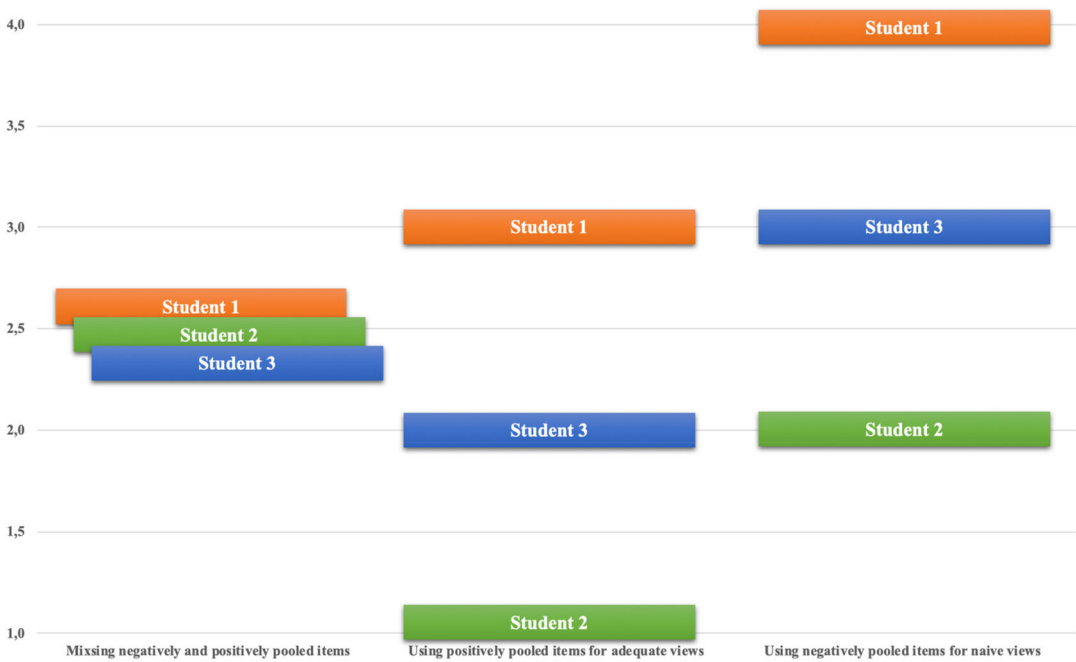 4,0
Student 1
3,5
3,0
Student 1
Student 3
Student 1
2,5
Student 2
Student 3
2,0
Student 3
Student 2
1,5
Student 2
1,0
Mixsing negatively and positively pooled items
Using positively pooled items for adequate views
Using negatively pooled items for naive views